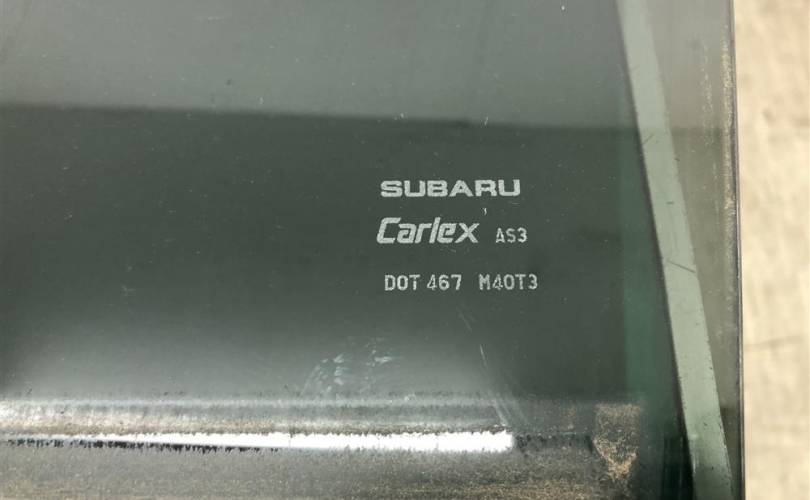 SUBARU
Carlex AS3
DOT 467 M40T3